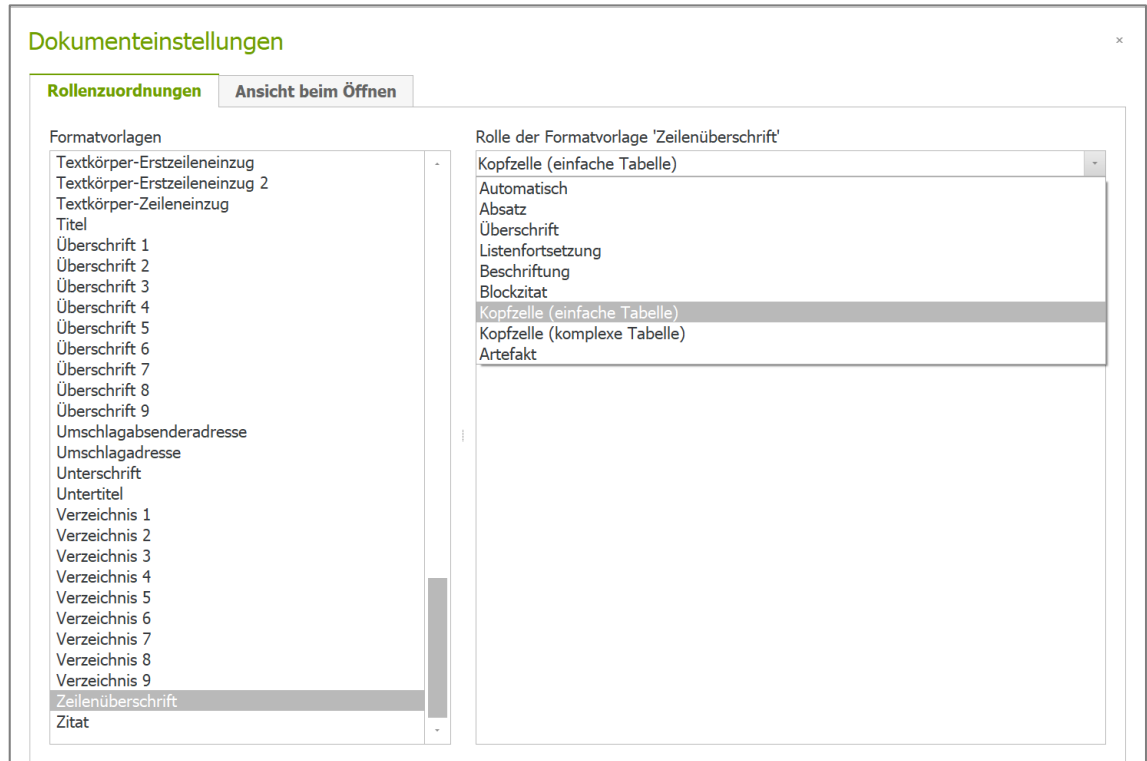 Dokumenteinstellungen
×
Rollenzuordnungen
Ansicht beim Öffnen
Formatvorlagen
Textkörper-Erstzeileneinzug
Textkörper-Erstzeileneinzug 2
Textkörper-Zeileneinzug
Titel
Überschrift 1
Überschrift 2
Überschrift 3
Überschrift 4
Überschrift 5
Überschrift 6
Überschrift 7
Überschrift 8
Überschrift 9
Umschlagabsenderadresse
Umschlagadresse
Unterschrift
Untertitel
Verzeichnis 1
Verzeichnis 2
Verzeichnis 3
Verzeichnis 4
Verzeichnis 5
Verzeichnis 6
Verzeichnis 7
Verzeichnis 8
Verzeichnis 9
Zeilenüberschrift
Zitat
Rolle der Formatvorlage 'Zeilenüberschrift'
Kopfzelle (einfache Tabelle)
Automatisch
Absatz
Überschrift
Listenfortsetzung
Beschriftung
Blockzitat
Kopfzelle (einfache Tabelle)
Kopfzelle (komplexe Tabelle)
Artefakt